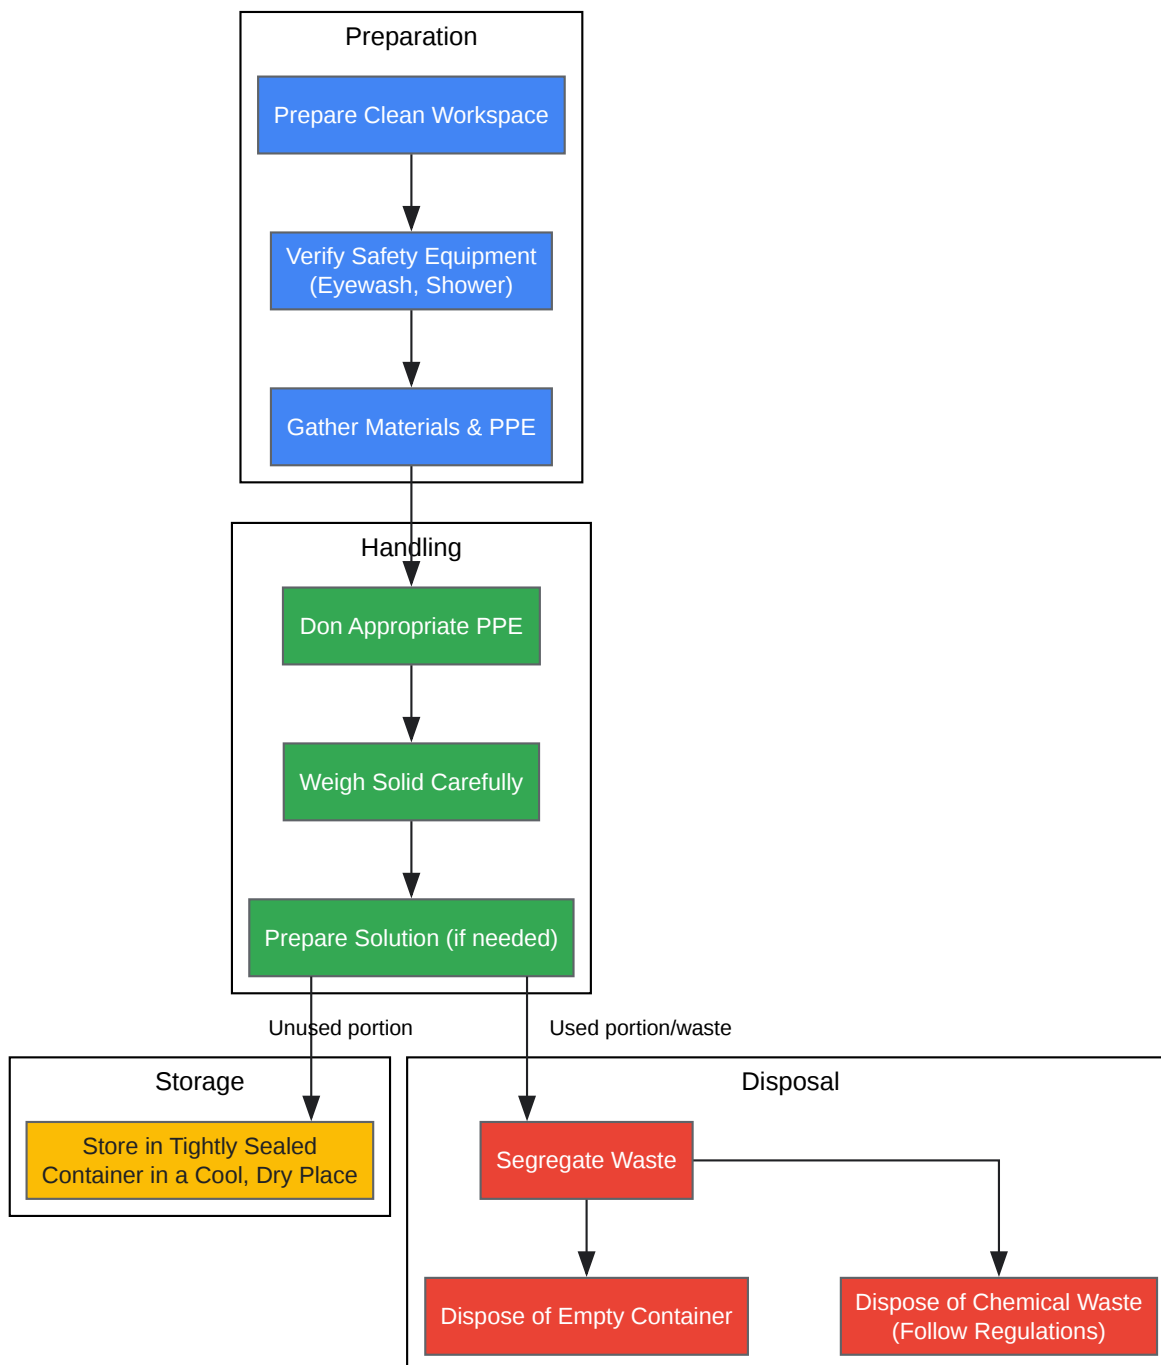 Preparation
Prepare Clean Workspace
Verify Safety Equipment
(Eyewash, Shower)
Gather Materials & PPE
Handling
Don Appropriate PPE
Weigh Solid Carefully
Prepare Solution (if needed)
Unused portion
Used portion/waste
Storage
Store in Tightly Sealed
Container in a Cool, Dry Place
Disposal
Segregate Waste
Dispose of Empty Container
Dispose of Chemical Waste
(Follow Regulations)